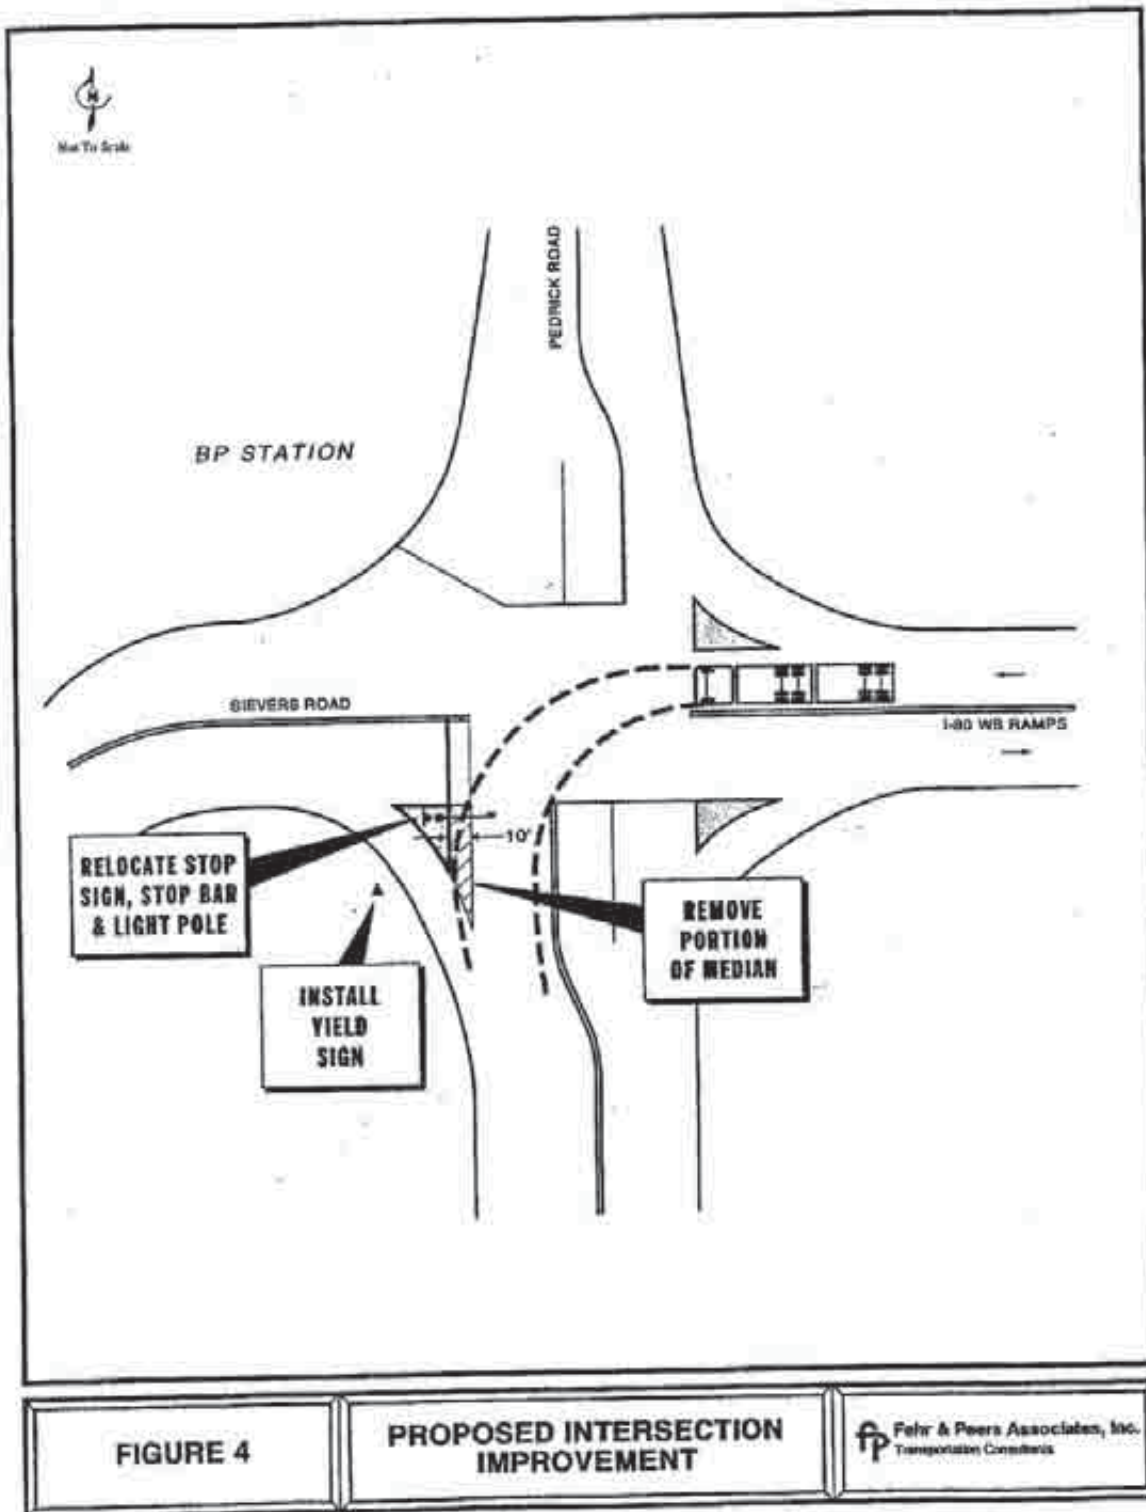 N
Not To Scale
PEDRICK ROAD
BP STATION
SIEVERS ROAD
I-80 WB RAMPS
10'
RELOCATE STOP
SIGN, STOP BAR
& LIGHT POLE
REMOVE
PORTION
OF MEDIAN
INSTALL
YIELD
SIGN
FIGURE 4
PROPOSED INTERSECTION
IMPROVEMENT
fp Fehr & Peers Associates, Inc.
Transportation Consultants